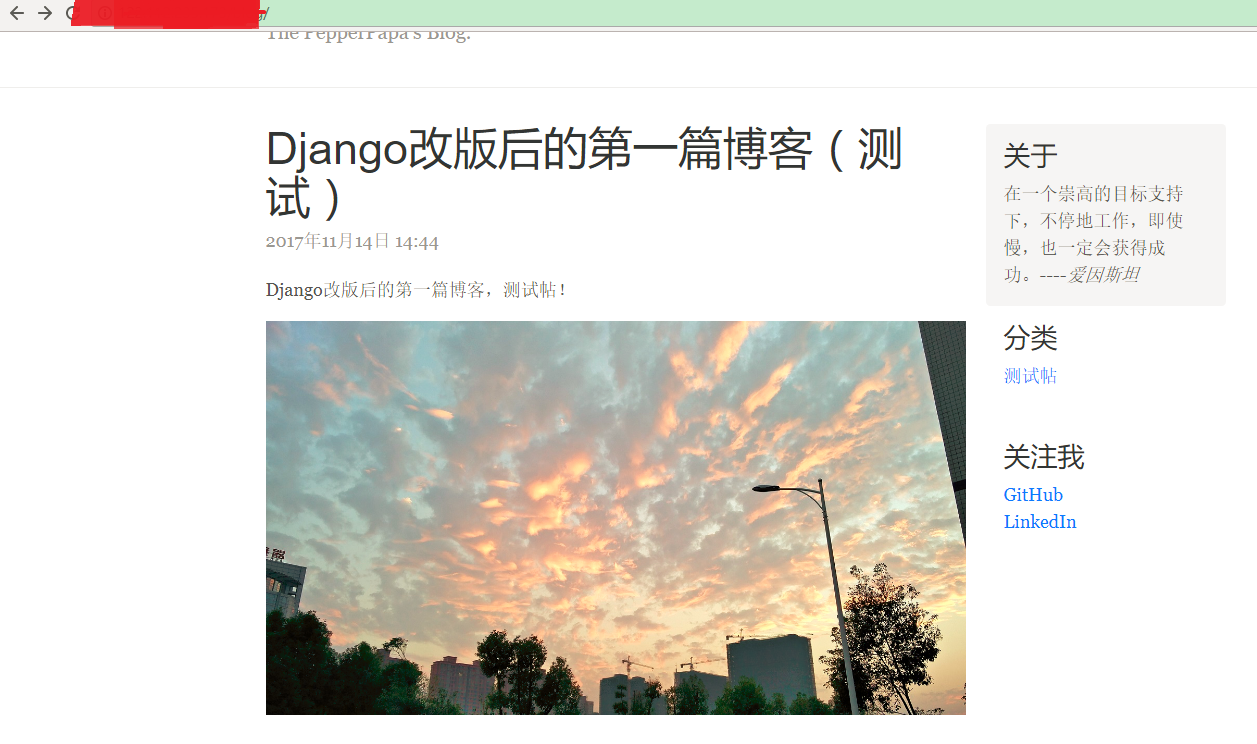 /
The PepperPapa's Blog.
Django改版后的第一篇博客（测
试）
2017年11月14日 14:44
Django改版后的第一篇博客，测试帖！
关于
在一个崇高的目标支持
下，不停地工作，即使
慢，也一定会获得成
功。----爱因斯坦
分类
测试帖
关注我
GitHub
LinkedIn